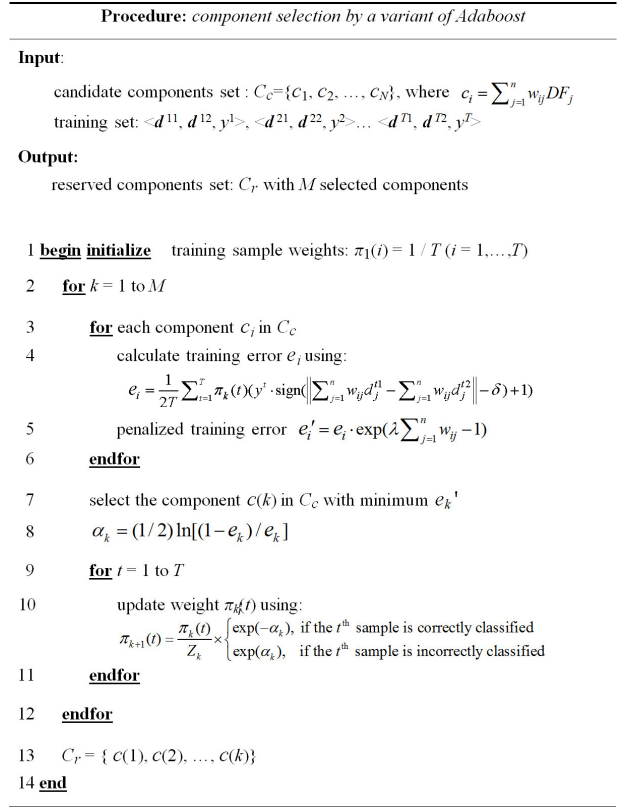 Procedure: component selection by a variant of Adaboost
Input:
candidate components set : C_c={c_1, c_2, …, c_N}, where c_i = ∑_{j=1}^{n} w_{ij} DF_j
training set: <d^{11}, d^{12}, y^1>, <d^{21}, d^{22}, y^2>… <d^{T1}, d^{T2}, y^T>
Output:
reserved components set: C_r with M selected components
1 begin initialize training sample weights: π_1(i) = 1 / T (i = 1,…,T)
2 for k = 1 to M
3 for each component c_i in C_c
4 calculate training error e_i using:
e_i = \frac{1}{2T} ∑_{t=1}^{T} π_k(t)(y^t · sign(‖∑_{j=1}^{n} w_{ij} d_j^{t1} − ∑_{j=1}^{n} w_{ij} d_j^{t2}‖ − δ) + 1)
5 penalized training error e_i′ = e_i · exp(λ∑_{j=1}^{n} w_{ij} − 1)
6 endfor
7 select the component c(k) in C_c with minimum e_k'
8 α_k = (1/2) ln[(1 − e_k) / e_k]
9 for t = 1 to T
10 update weight π_k(t) using:
π_{k+1}(t) = \frac{π_k(t)}{Z_k} × { exp(−α_k), if the t^{th} sample is correctly classified
exp(α_k), if the t^{th} sample is incorrectly classified
11 endfor
12 endfor
13 C_r = { c(1), c(2), …, c(k)}
14 end